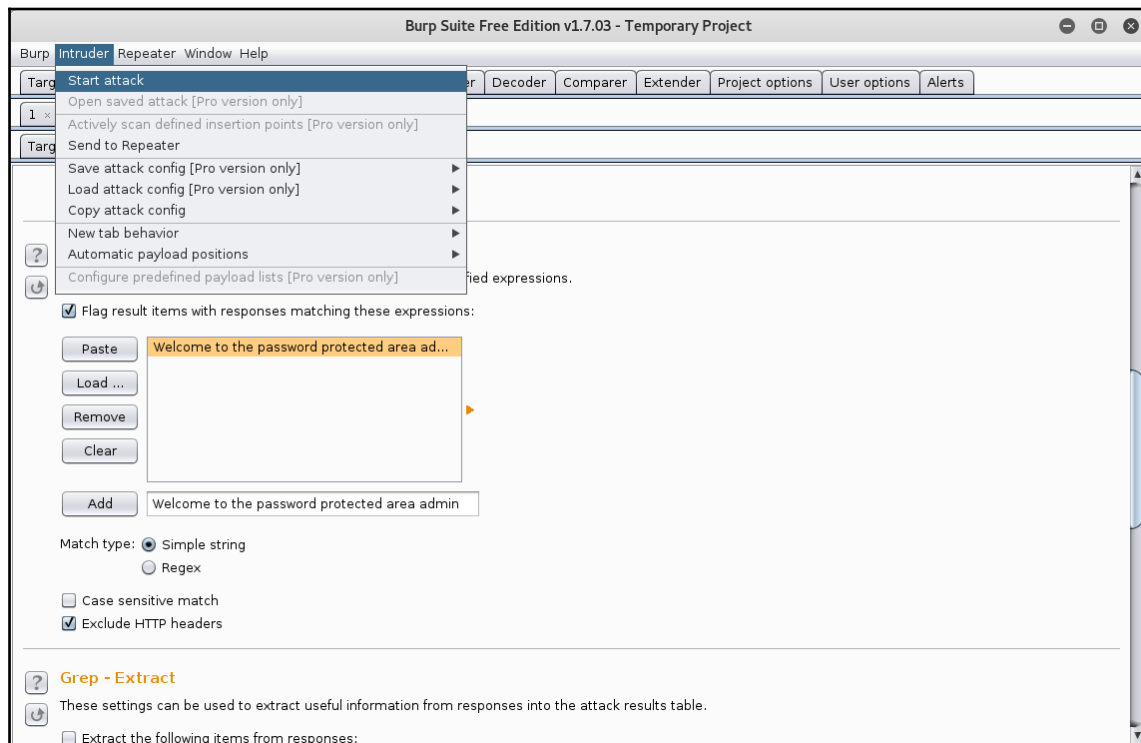 Burp Suite Free Edition v1.7.03 - Temporary Project
Burp Intruder Repeater Window Help
Targ er Decoder Comparer Extender Project options User options Alerts
Start attack
Open saved attack [Pro version only]
1 ×
Actively scan defined insertion points [Pro version only]
Targ
Send to Repeater
Save attack config [Pro version only]
Load attack config [Pro version only]
Copy attack config
New tab behavior
Automatic payload positions
Configure predefined payload lists [Pro version only]
fied expressions.
Flag result items with responses matching these expressions:
Paste
Welcome to the password protected area ad...
Load ...
Remove
Clear
Add
Welcome to the password protected area admin
Match type: Simple string
Regex
Case sensitive match
Exclude HTTP headers
? Grep - Extract
These settings can be used to extract useful information from responses into the attack results table.
Extract the following items from responses: